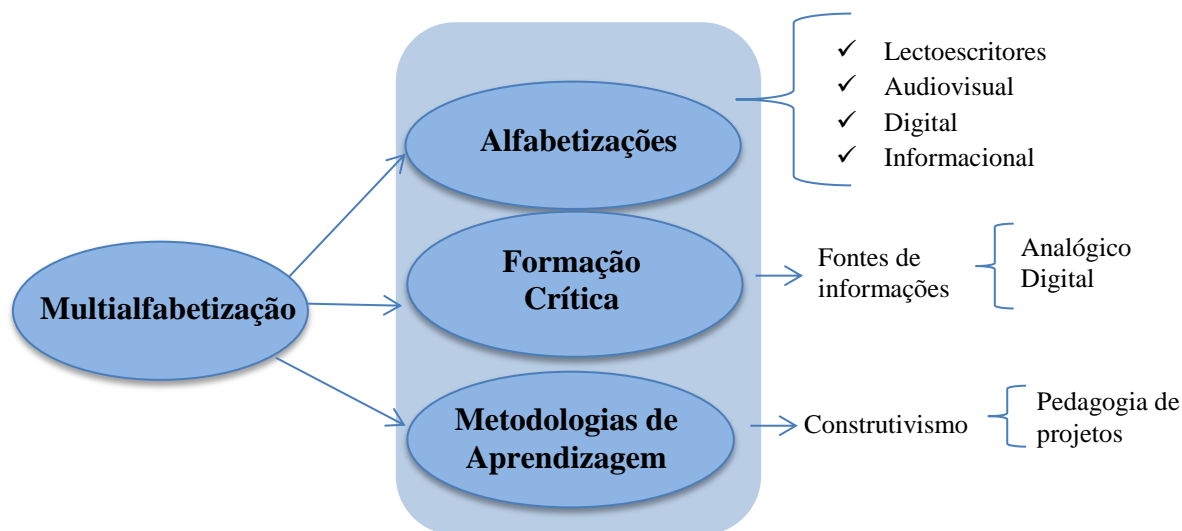 Multialfabetização
Alfabetizações
✓ Lectoescritores
✓ Audiovisual
✓ Digital
✓ Informacional
Formação
Crítica
Fontes de
informações
Analógico
Digital
Metodologias de
Aprendizagem
Construtivismo
Pedagogia de
projetos